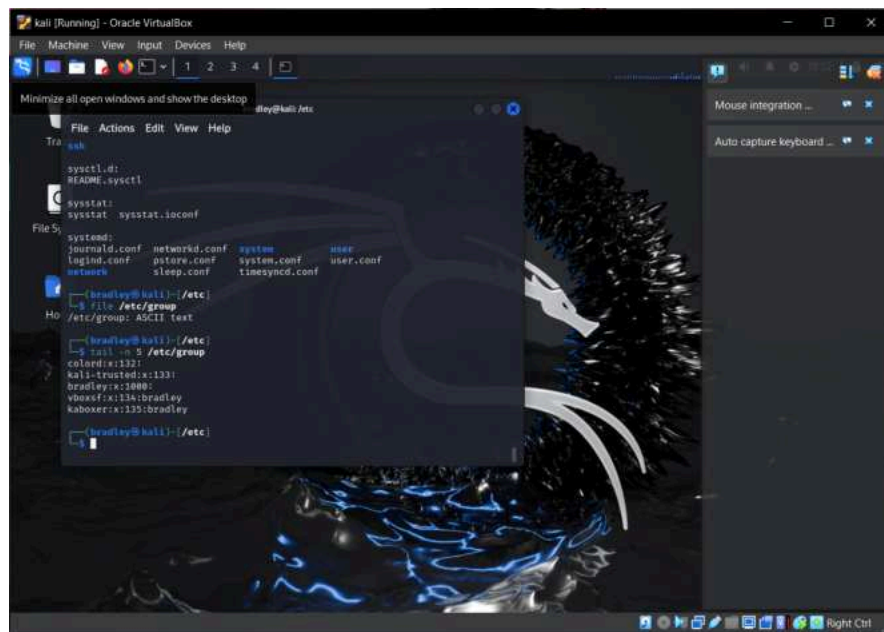 kali [Running] - Oracle VirtualBox
File Machine View Input Devices Help
1 2 3 4
Minimize all open windows and show the desktop
dley@kali: /etc
File Actions Edit View Help
ssh
sysctl.d:
README.sysctl
sysstat:
sysstat sysstat.ioconf
systemd:
journald.conf networkd.conf system user
logind.conf pstore.conf system.conf user.conf
network sleep.conf timesyncd.conf
(bradley㉿kali)-[/etc]
$ file /etc/group
/etc/group: ASCII text
(bradley㉿kali)-[/etc]
$ tail -n 5 /etc/group
colord:x:132:
kali-trusted:x:133:
bradley:x:1000:
vboxsf:x:134:bradley
kaboxer:x:135:bradley
(bradley㉿kali)-[/etc]
$
Tra
File Sy
Ho
Mouse integration ...
Auto capture keyboard ...
Right Ctrl